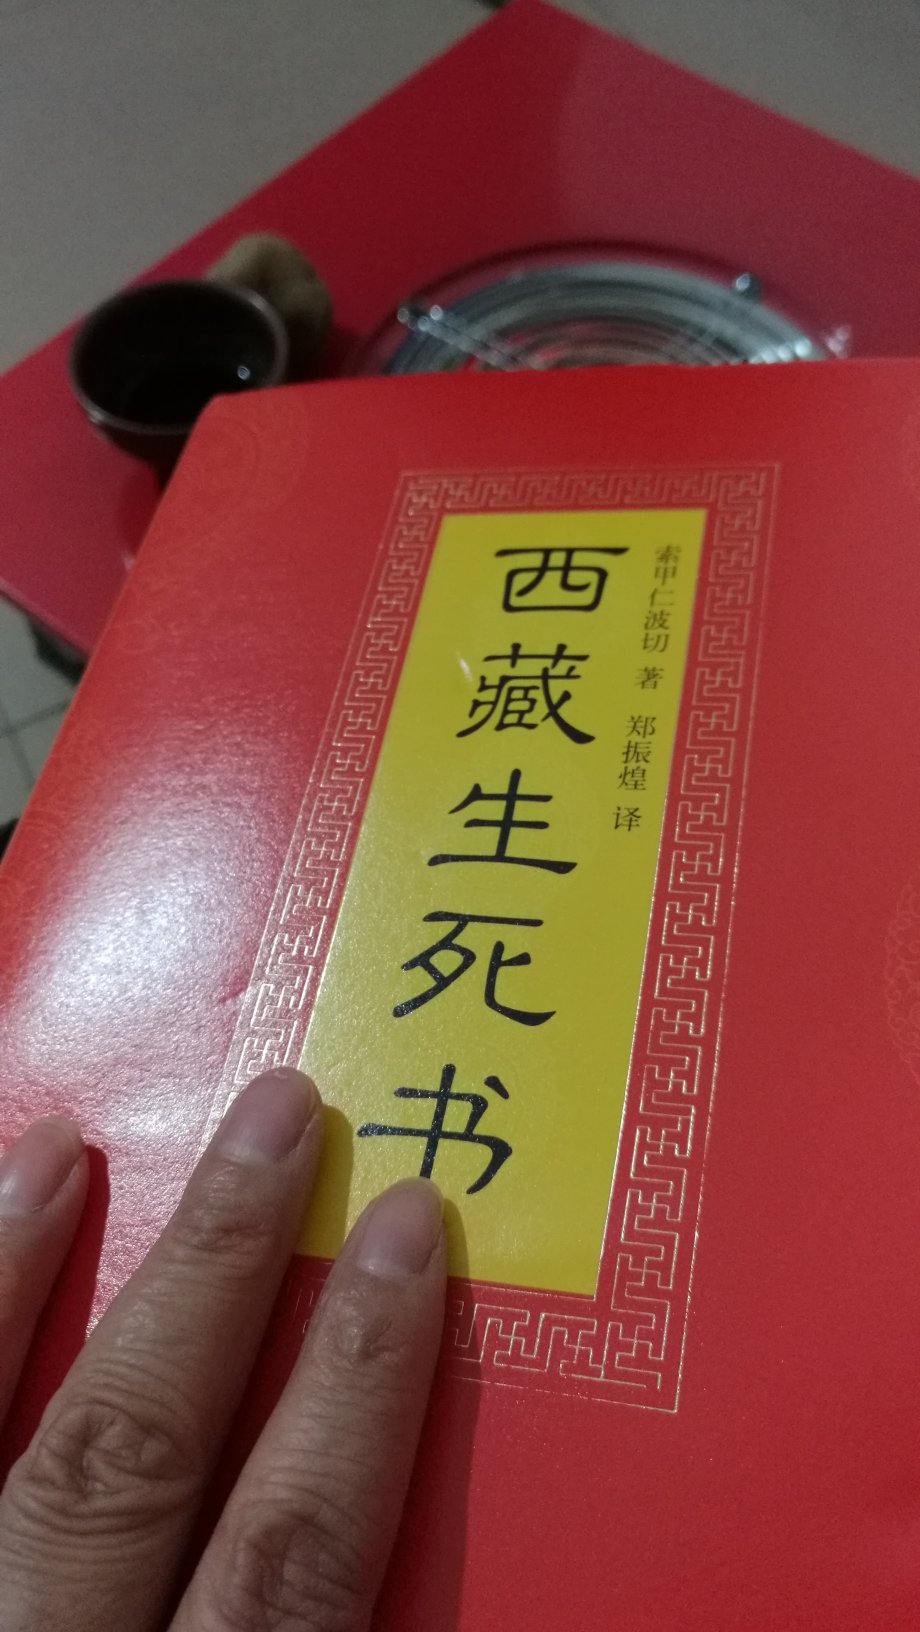 西藏生死书
索甲仁波切 著 郑振煌 译